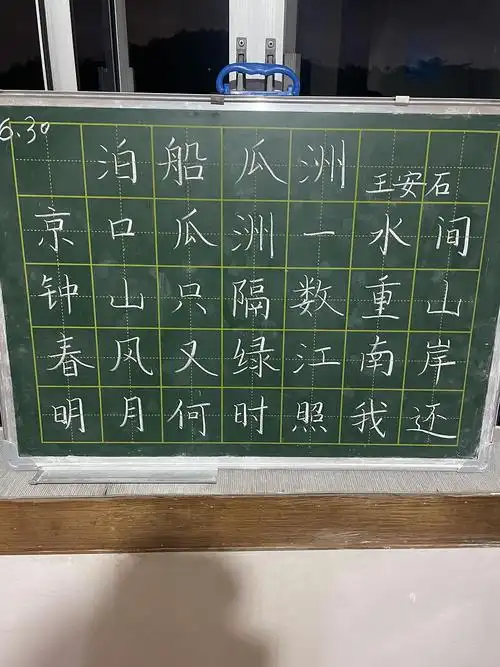 6.30
泊船瓜洲 王安石
京口瓜洲一水间
钟山只隔数重山
春风又绿江南岸
明月何时照我还